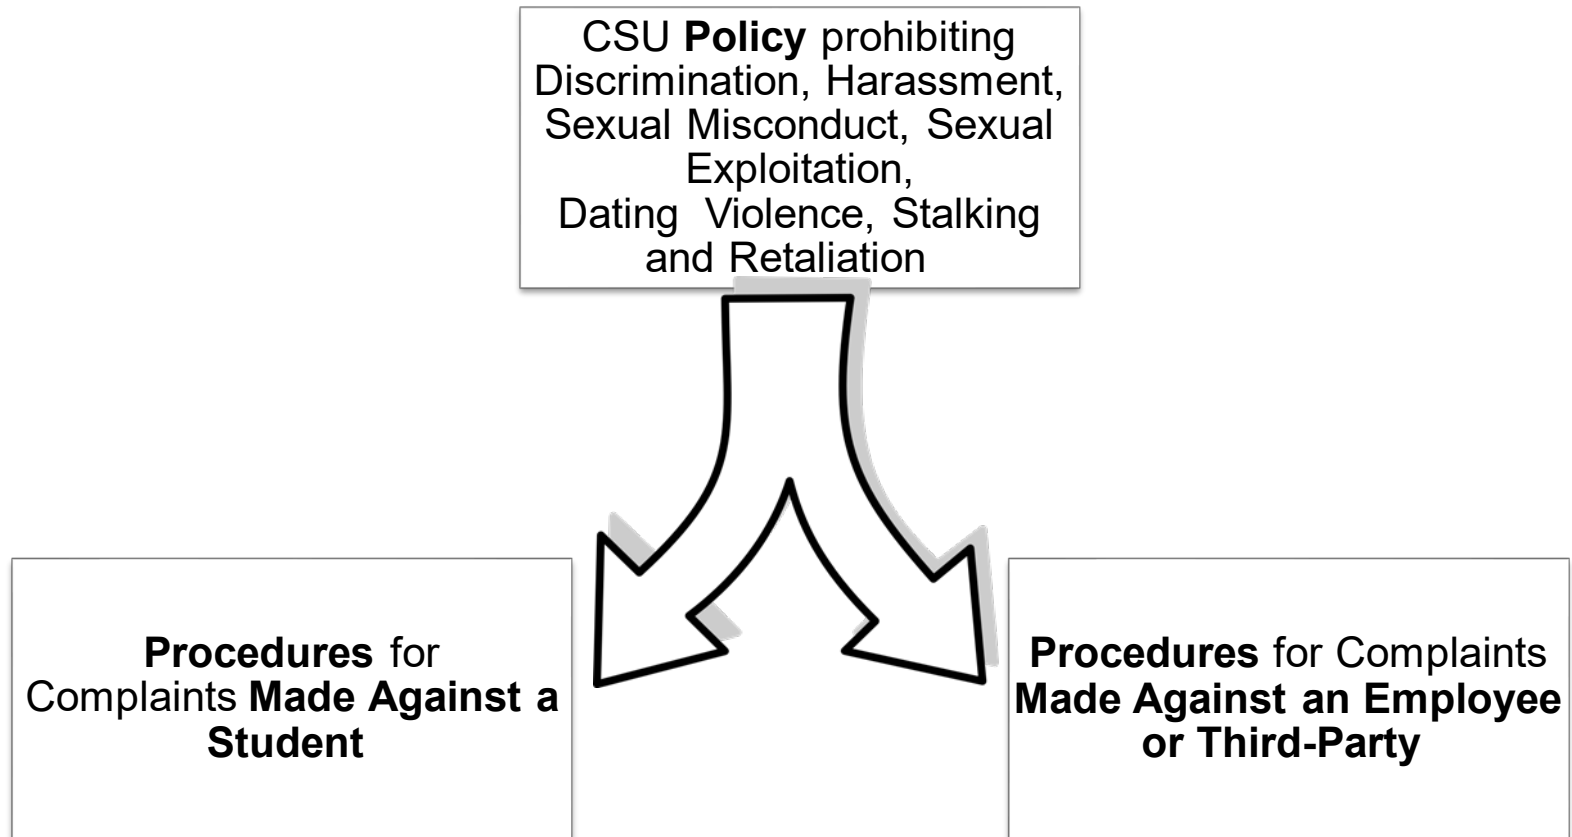 CSU Policy prohibiting
Discrimination, Harassment,
Sexual Misconduct, Sexual
Exploitation,
Dating Violence, Stalking
and Retaliation
Procedures for
Complaints Made Against a
Student
Procedures for Complaints
Made Against an Employee
or Third-Party